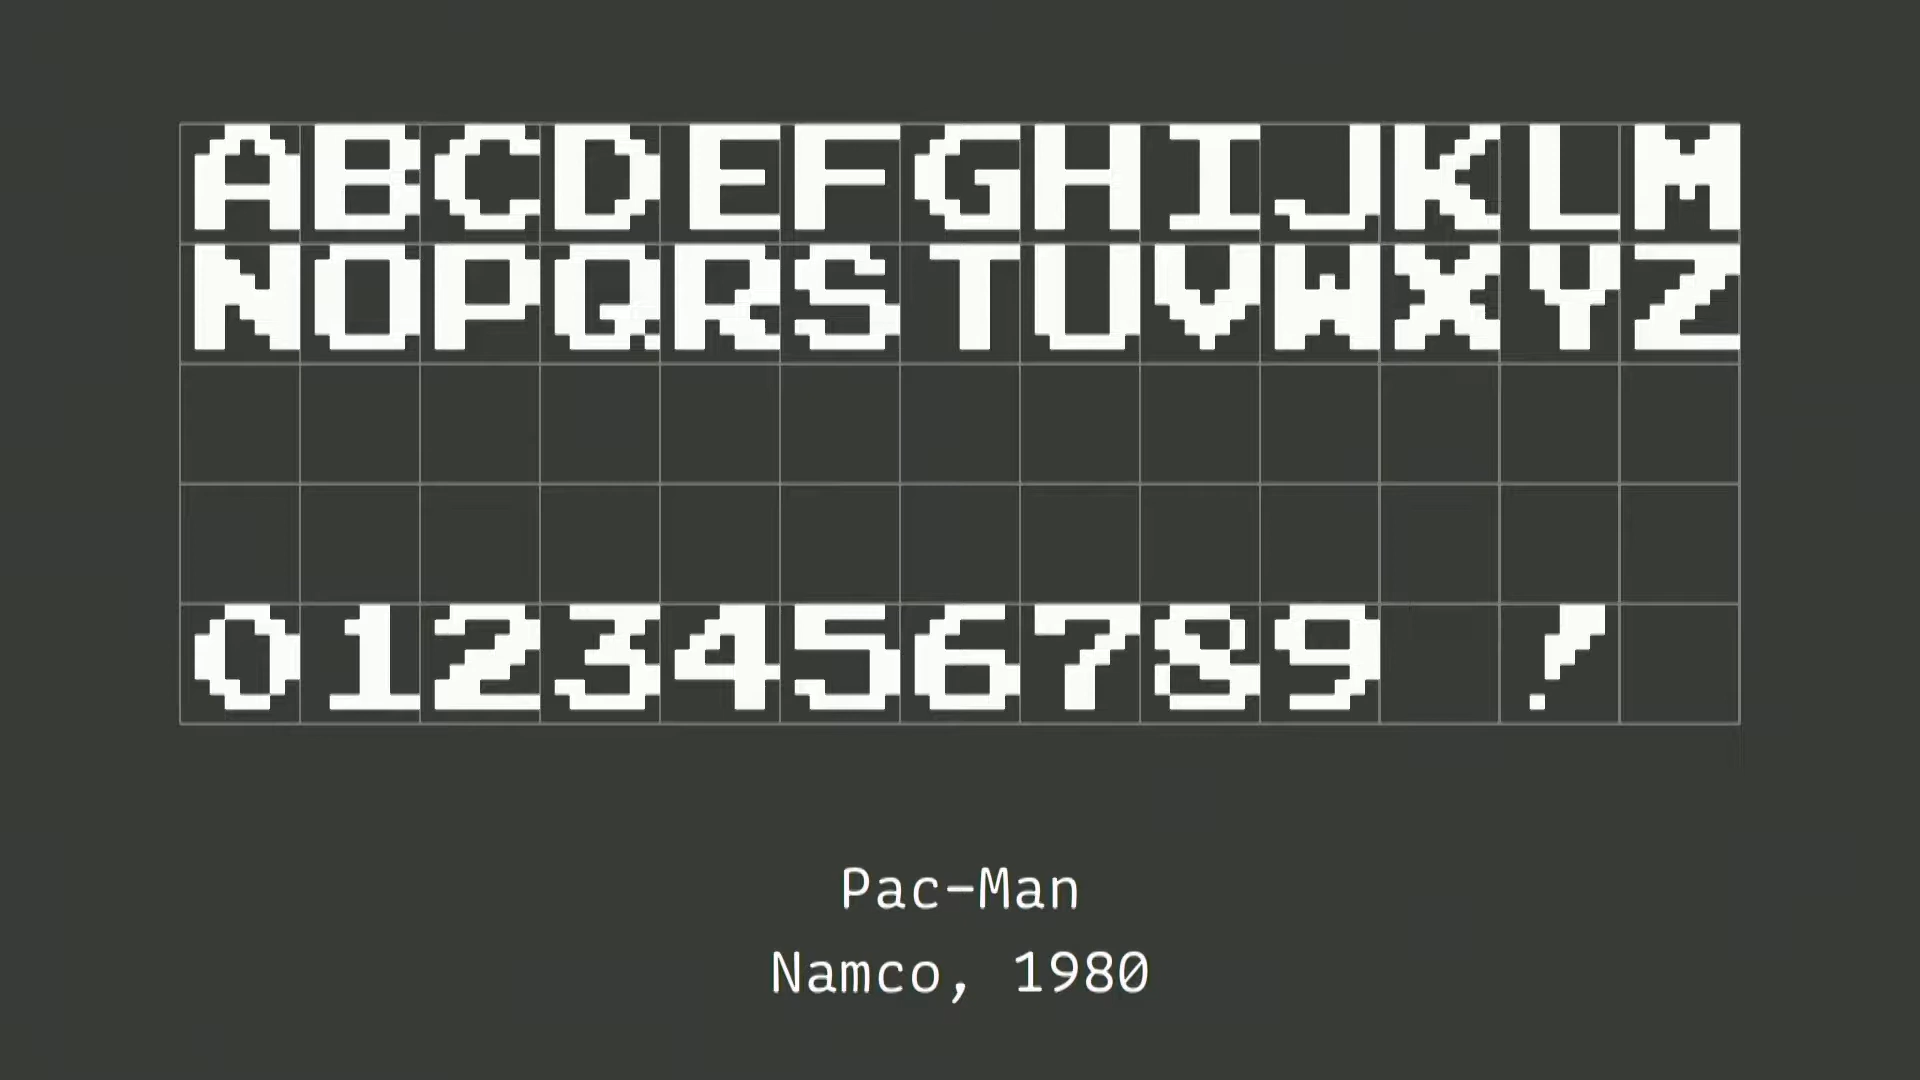 ABCDEFGHIJKLM
NOPQRSTUVWXYZ
0123456789 !
Pac-Man
Namco, 1980